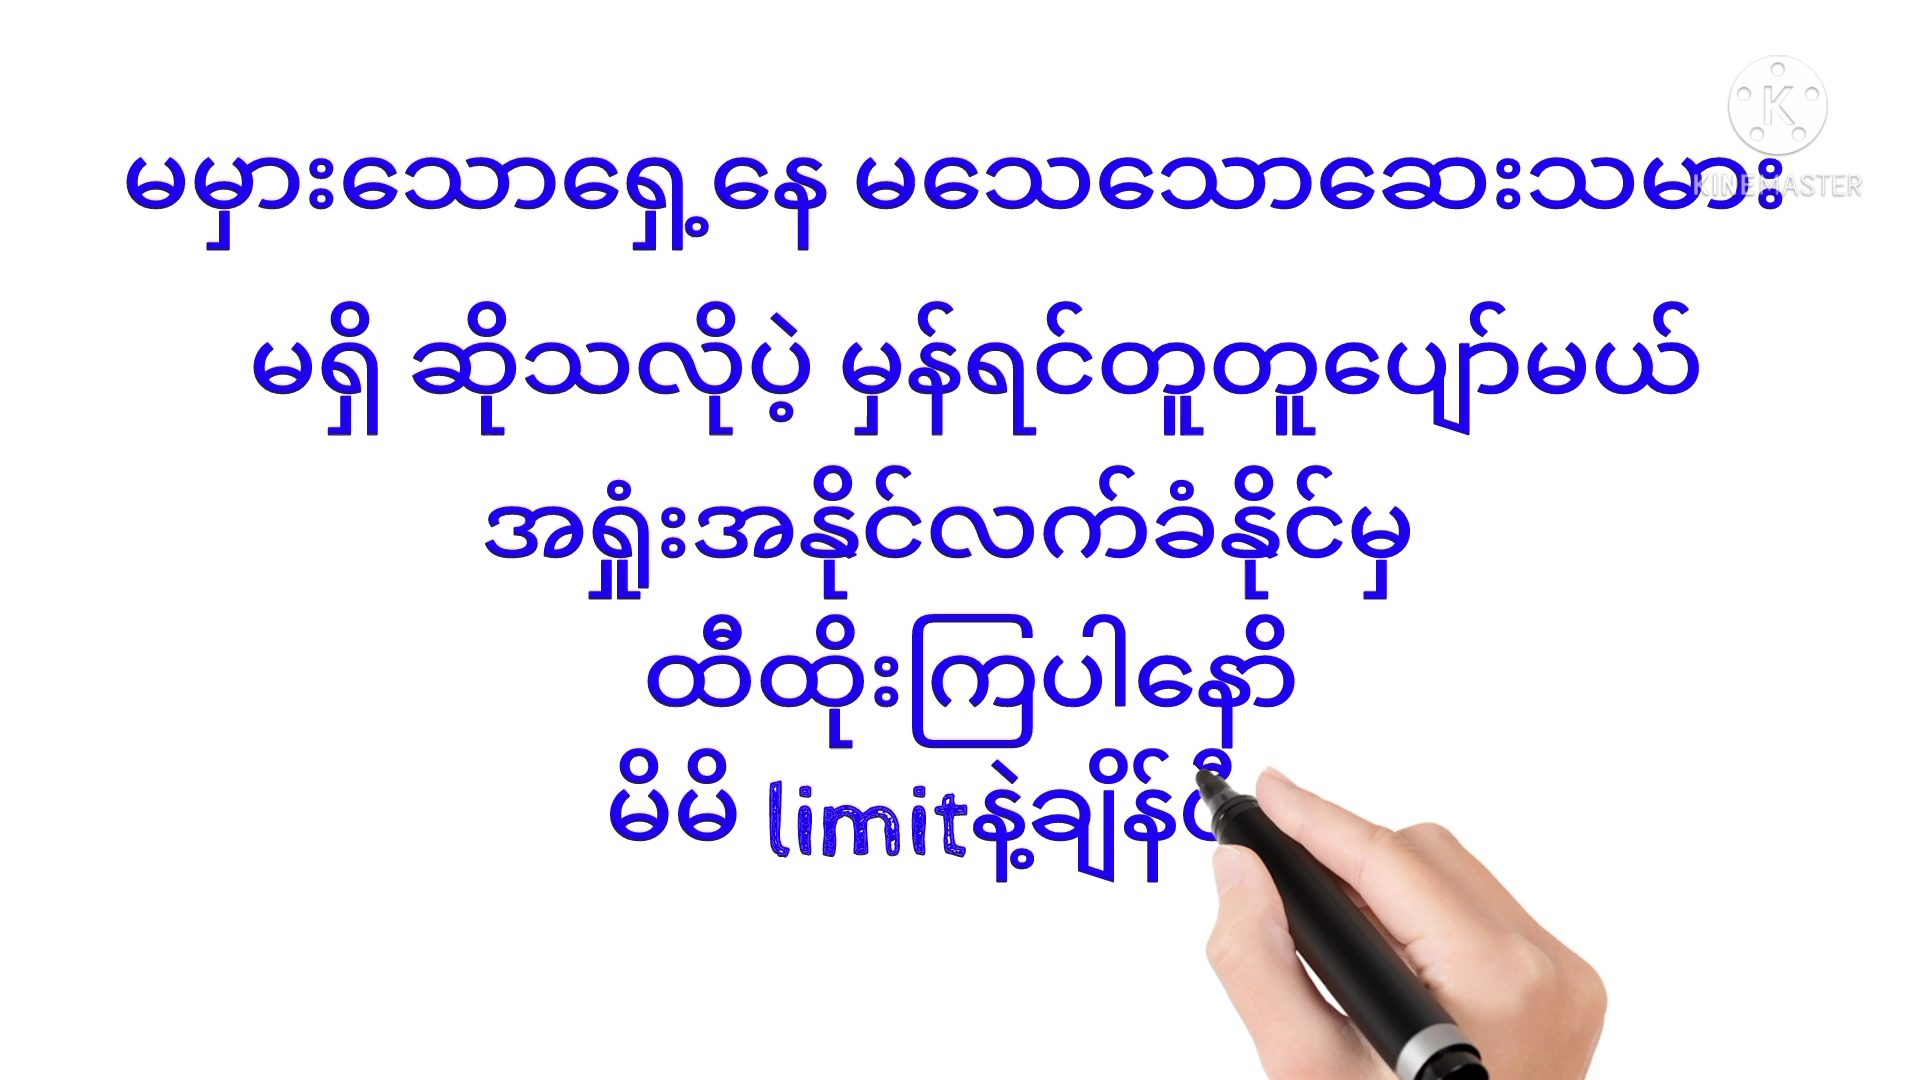 K
KINEMASTER
မမှားသောရှေ့နေ မသေသောဆေးသမား
မရှိ ဆိုသလိုပဲ့ မှန်ရင်တူတူပျော်မယ်
အရှုံးအနိုင်လက်ခံနိုင်မှ
ထီထိုးကြပါနော်
မိမိ limitနဲ့ချိန်